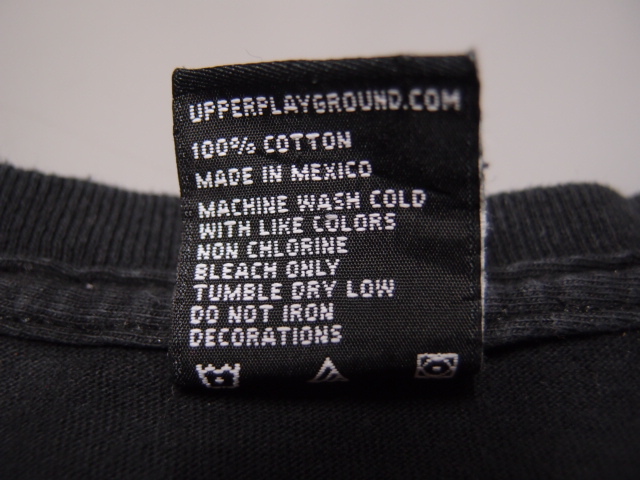 UPPERPLAYGROUND.COM
100% COTTON
MADE IN MEXICO
MACHINE WASH COLD
WITH LIKE COLORS
NON CHLORINE
BLEACH ONLY
TUMBLE DRY LOW
DO NOT IRON
DECORATIONS